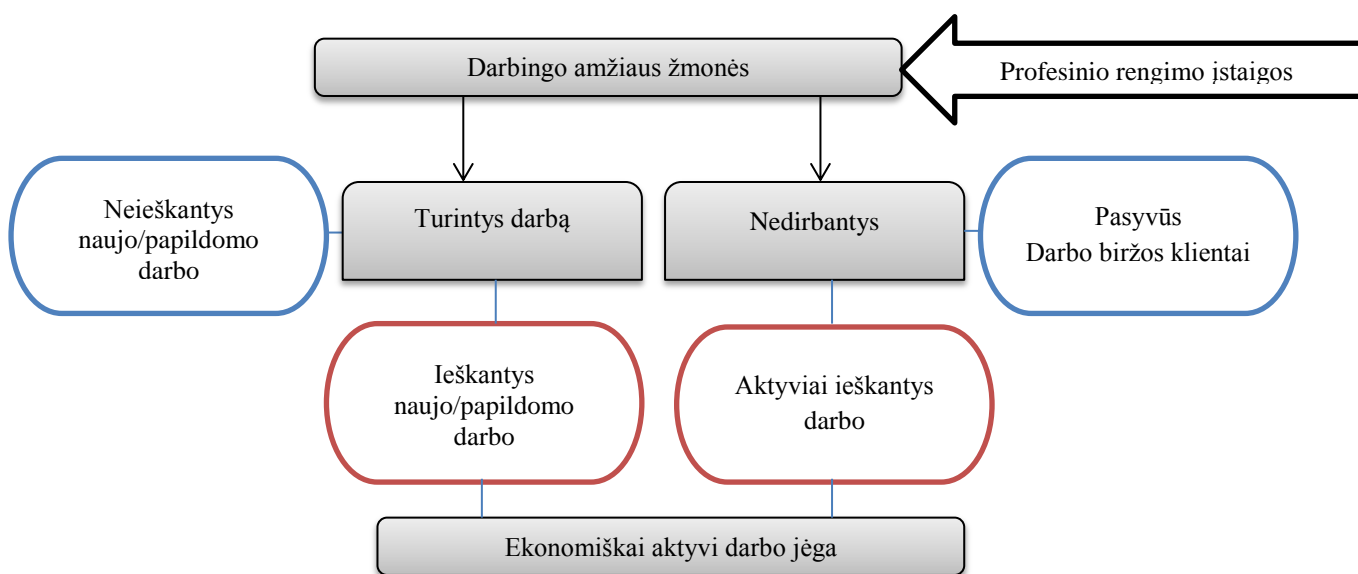 Darbingo amžiaus žmonės
Profesinio rengimo įstaigos
Neieškantys
naujo/papildomo
darbo
Turintys darbą
Nedirbantys
Pasyvūs
Darbo biržos klientai
Ieškantys
naujo/papildomo
darbo
Aktyviai ieškantys
darbo
Ekonomiškai aktyvi darbo jėga